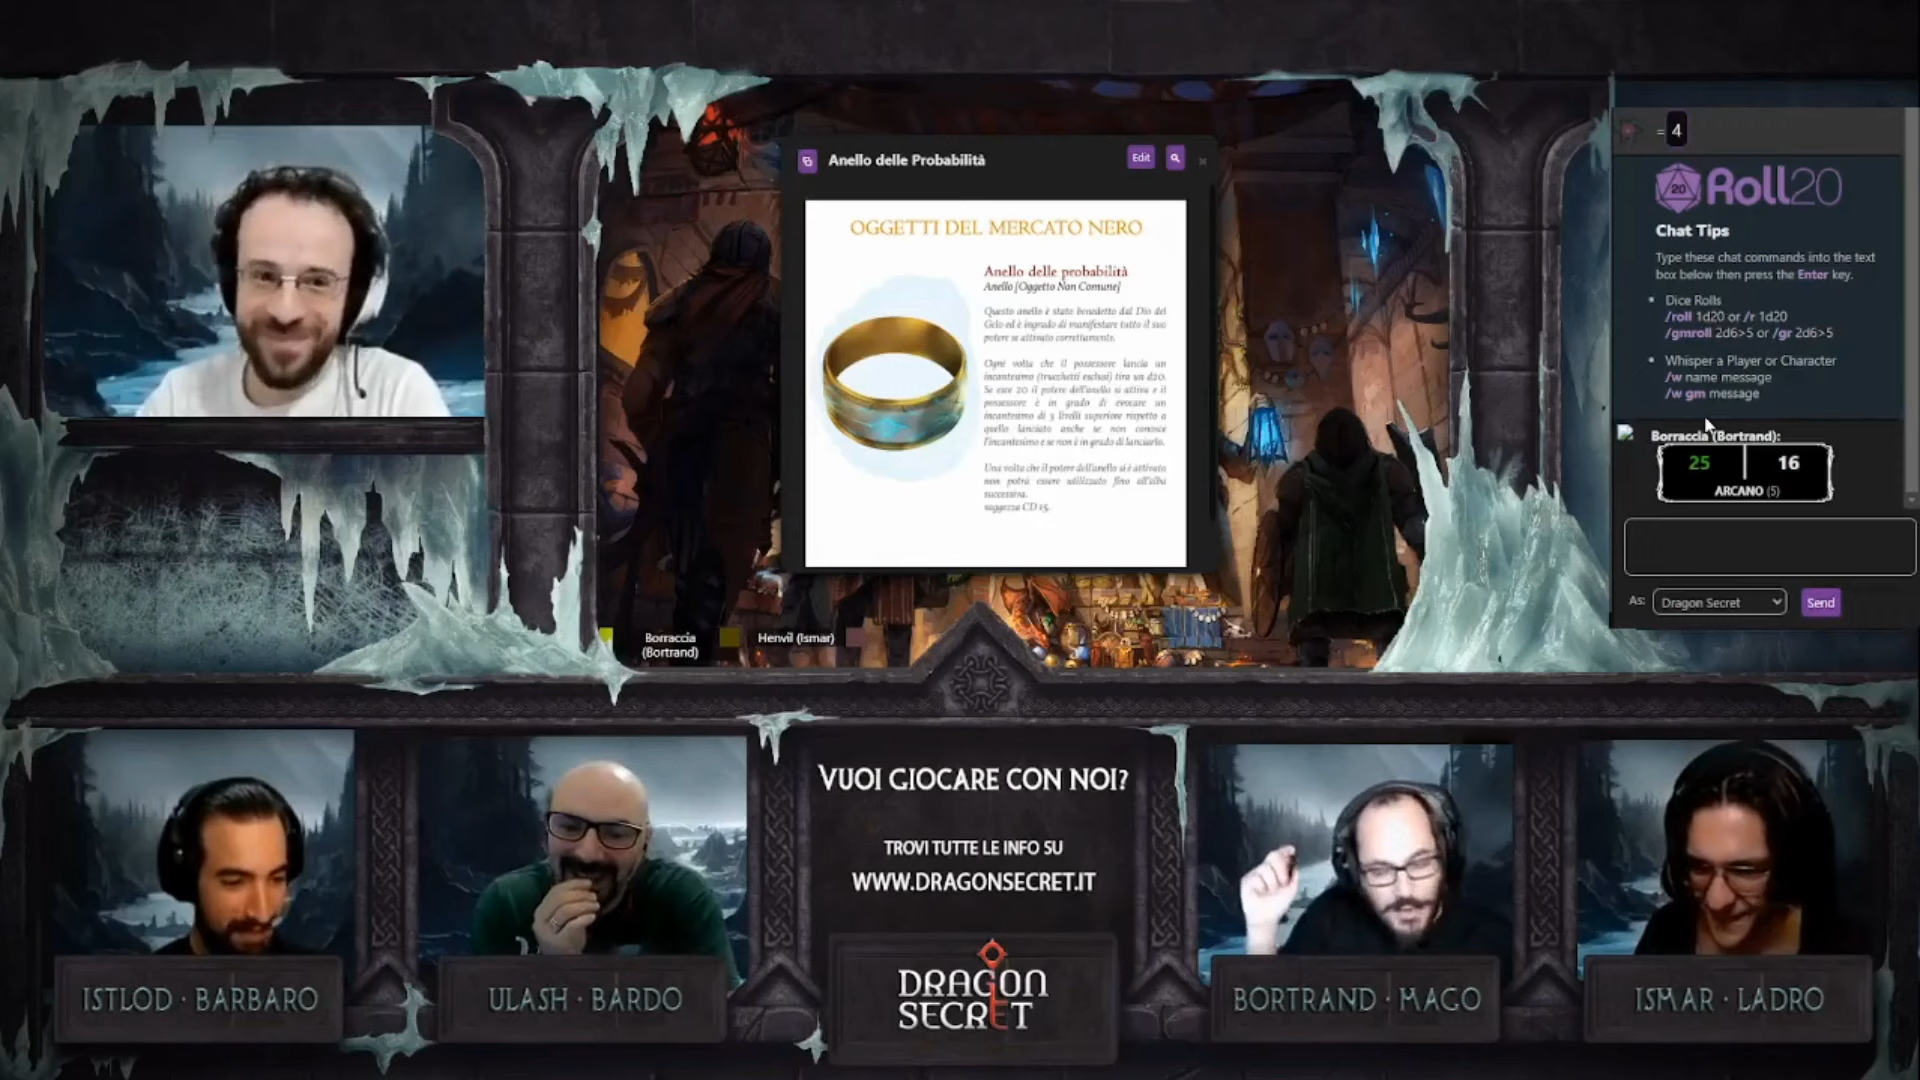 Anello delle Probabilità
Edit
OGGETTI DEL MERCATO NERO
Anello delle probabilità
Anello [Oggetto Non Comune]
Questo anello è stato benedetto dal Dio del
Gelo ed è ingrado di manifestare tutto il suo
potere se attivato correttamente.
Ogni volta che il possessore lancia un
incantesimo (trucchetti esclusi) tira un d20.
Se esce 20 il potere dell'anello si attiva e il
possessore è in grado di evocare un
incantesimo di 3 livelli superiore rispetto a
quello lanciato anche se non conosce
l'incantesimo e se non è in grado di lanciarlo.
Una volta che il potere dell'anello si è attivato
non potrà essere utilizzato fino all'alba
successiva.
saggezza CD 15.
= 4
20 Roll20
Chat Tips
Type these chat commands into the text
box below then press the Enter key.
• Dice Rolls
/roll 1d20 or /r 1d20
/gmroll 2d6>5 or /gr 2d6>5
• Whisper a Player or Character
/w name message
/w gm message
Borraccia (Bortrand):
25 16
ARCANO (5)
As: Dragon Secret Send
Borraccia
(Bortrand)
Henvil (Ismar)
VUOI GIOCARE CON NOI?
TROVI TUTTE LE INFO SU
WWW.DRAGONSECRET.IT
DRAGON
SECRET
ISTLOD · BARBARO
ULASH · BARDO
BORTRAND · MAGO
ISMAR · LADRO